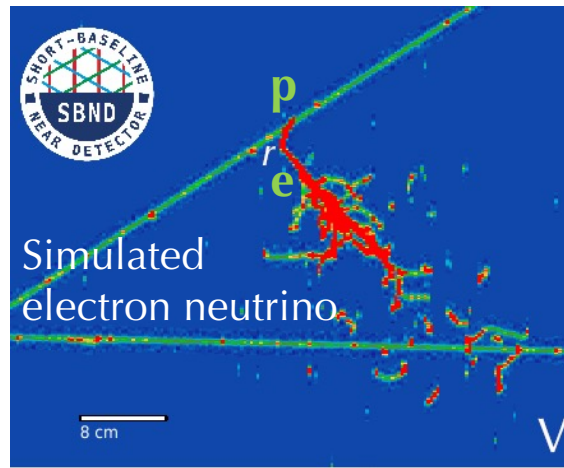 SHORT-BASELINE
SBND
NEAR DETECTOR
p
r
e
Simulated
electron neutrino
8 cm
V